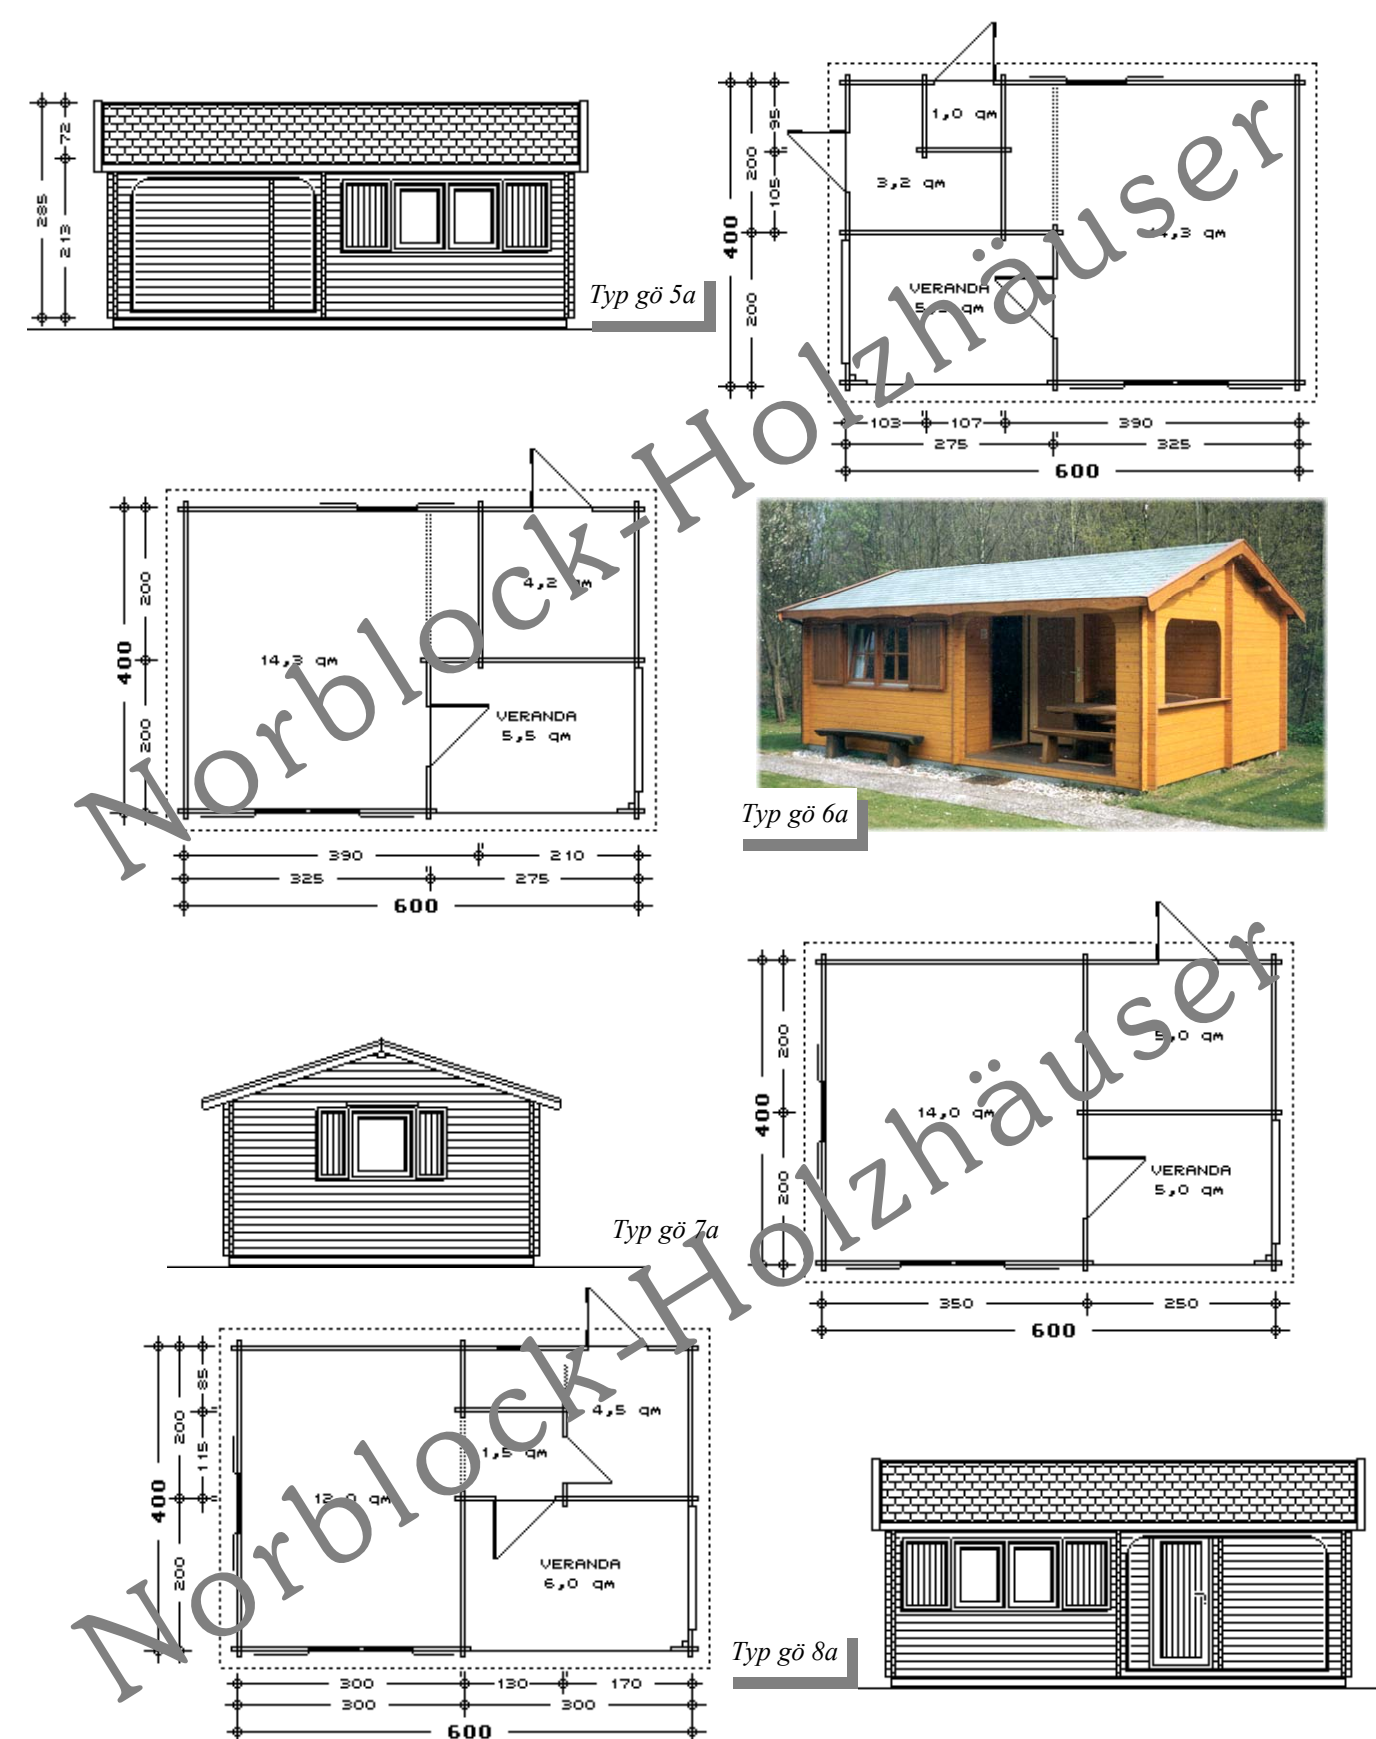 72
285
213
Typ gö 5a
400
200
95
105
200
1,0 qm
3,2 qm
VERANDA
103 107 390
275 325
600
400
200
200
4,2 qm
14,3 qm
VERANDA
5,5 qm
390 210
325 275
600
Typ gö 6a
Norblock-Holzhäuser
400
200
200
5,0 qm
14,0 qm
VERANDA
5,0 qm
350 250
600
Typ gö 7a
400
200
200
85
115
4,5 qm
1,5 qm
VERANDA
6,0 qm
300 130 170
300 300
600
Typ gö 8a
Norblock-Holzhäuser